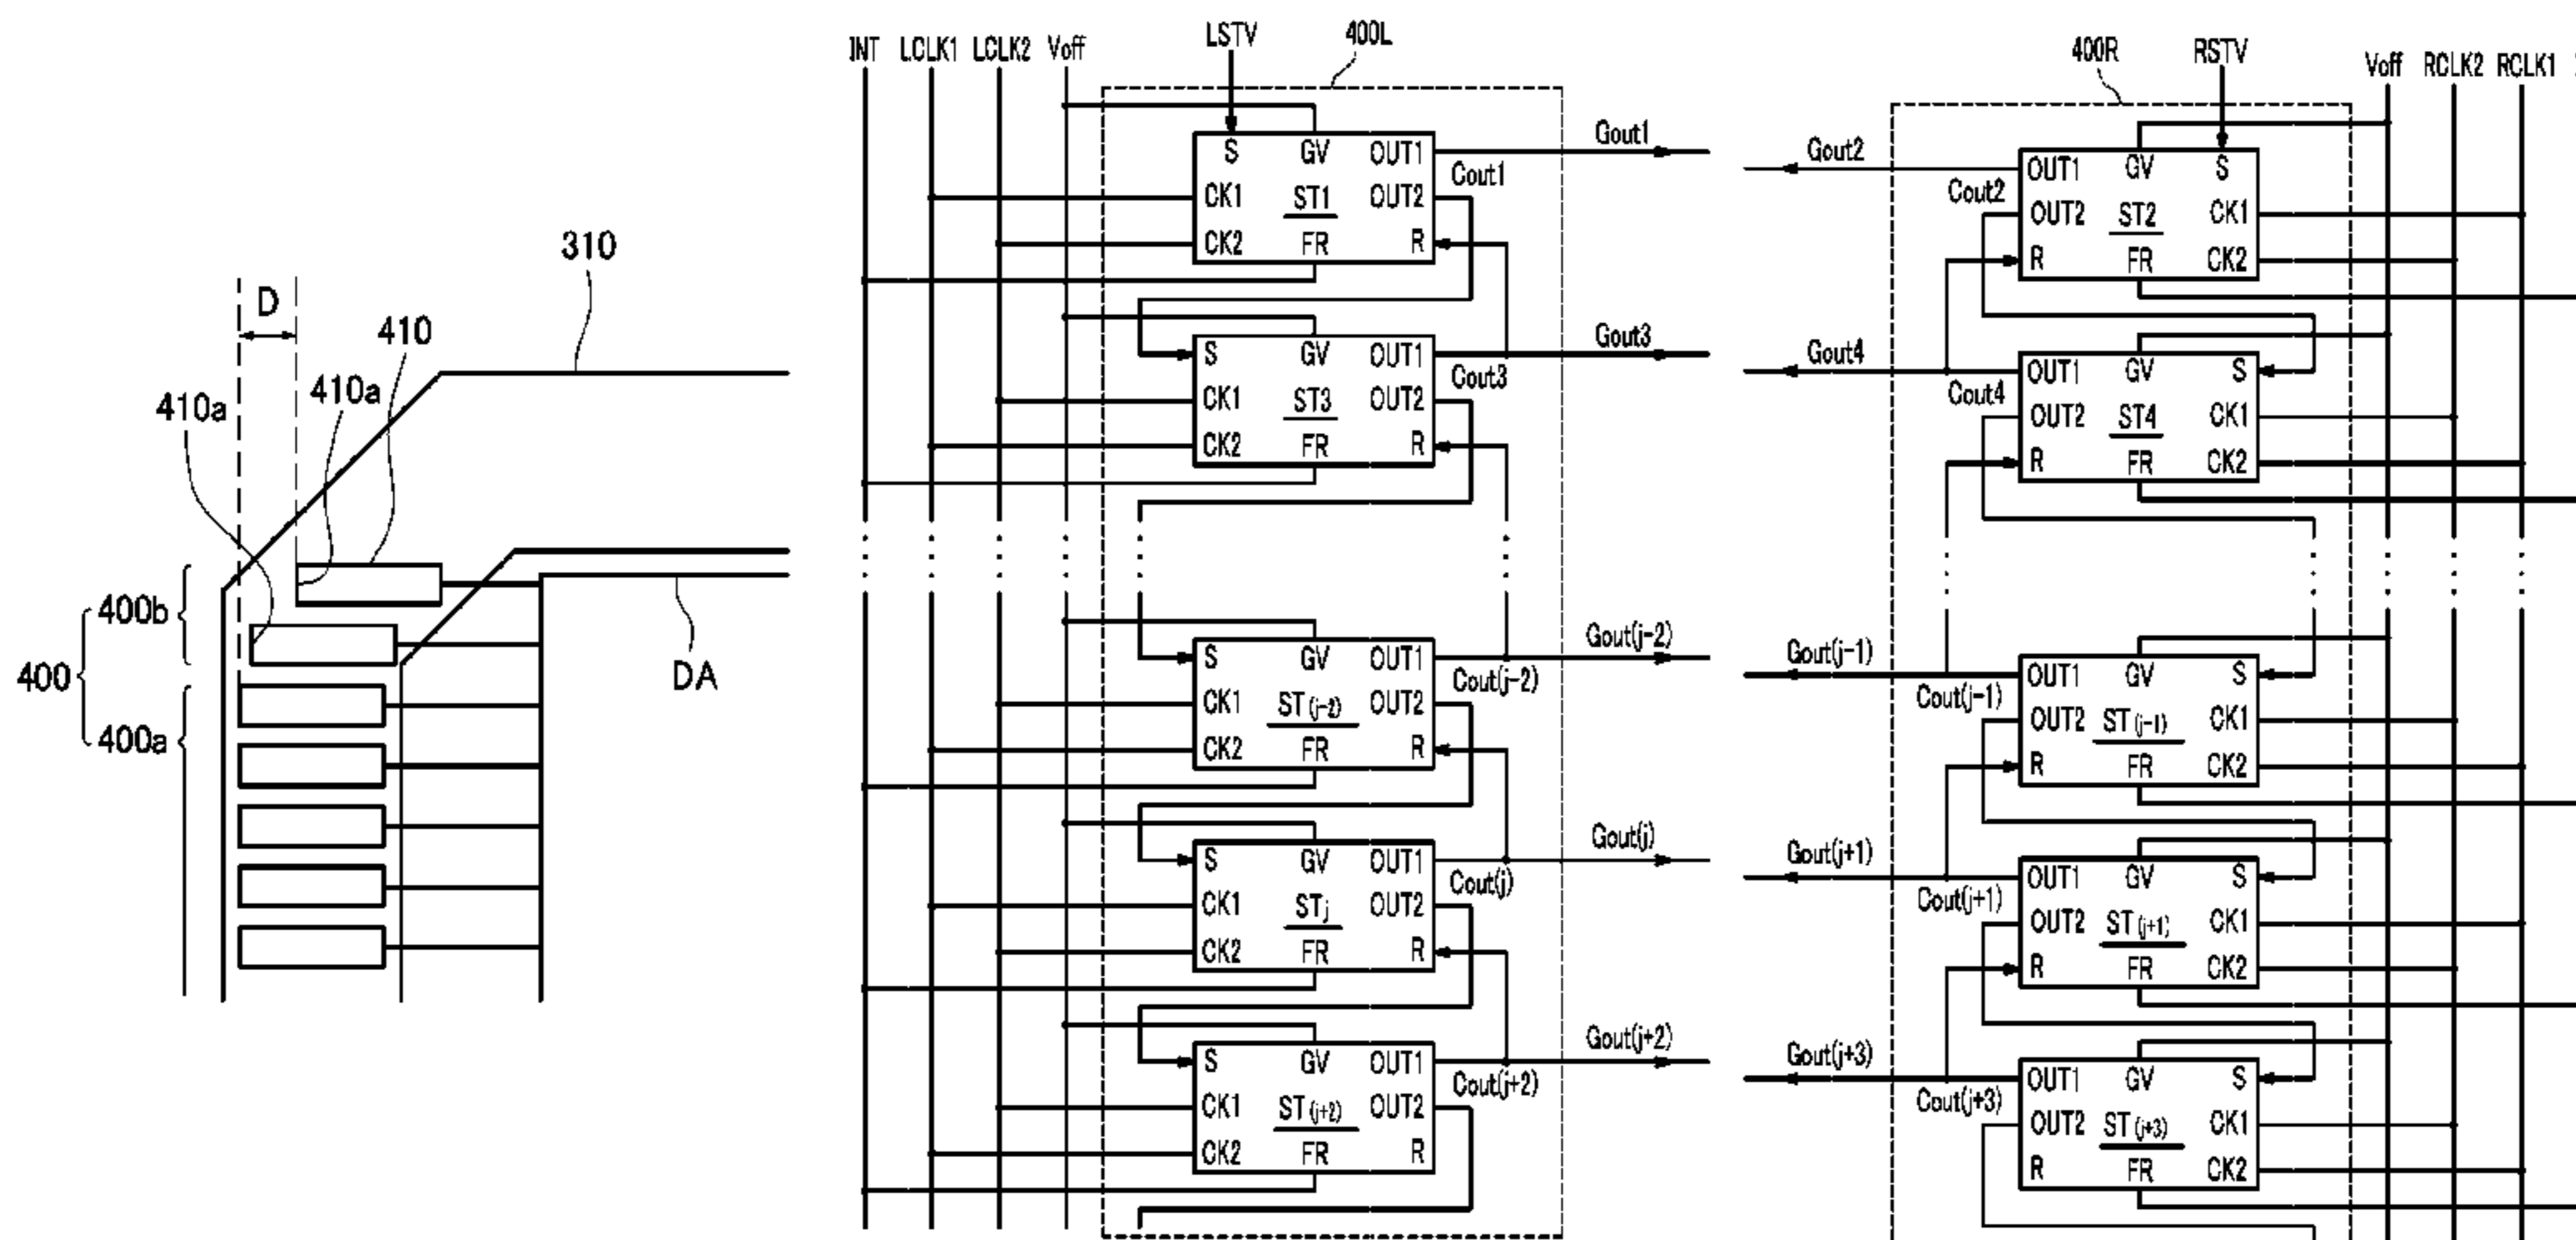 310
D
410
410a
410a
400b
400
400a
DA
INT LCLK1 LCLK2 Voff LSTV 400L
S GV OUT1 Gout1
Cout1
CK1 ST1 OUT2
CK2 FR R
S GV OUT1 Gout3
Cout3
CK1 ST3 OUT2
CK2 FR R
S GV OUT1 Gout(j-2)
Cout(j-2)
CK1 ST(j-2) OUT2
CK2 FR R
S GV OUT1 Gout(j)
Cout(j)
CK1 STj OUT2
CK2 FR R
S GV OUT1 Gout(j+2)
Cout(j+2)
CK1 ST(j+2) OUT2
CK2 FR R
400R RSTV Voff RCLK2 RCLK1
Gout2 OUT1 GV S
Cout2
OUT2 ST2 CK1
R FR CK2
Gout4 OUT1 GV S
Cout4
OUT2 ST4 CK1
R FR CK2
Gout(j-1) OUT1 GV S
Cout(j-1)
OUT2 ST(j-1) CK1
R FR CK2
Gout(j+1) OUT1 GV S
Cout(j+1)
OUT2 ST(j+1) CK1
R FR CK2
Gout(j+3) OUT1 GV S
Cout(j+3)
OUT2 ST(j+3) CK1
R FR CK2